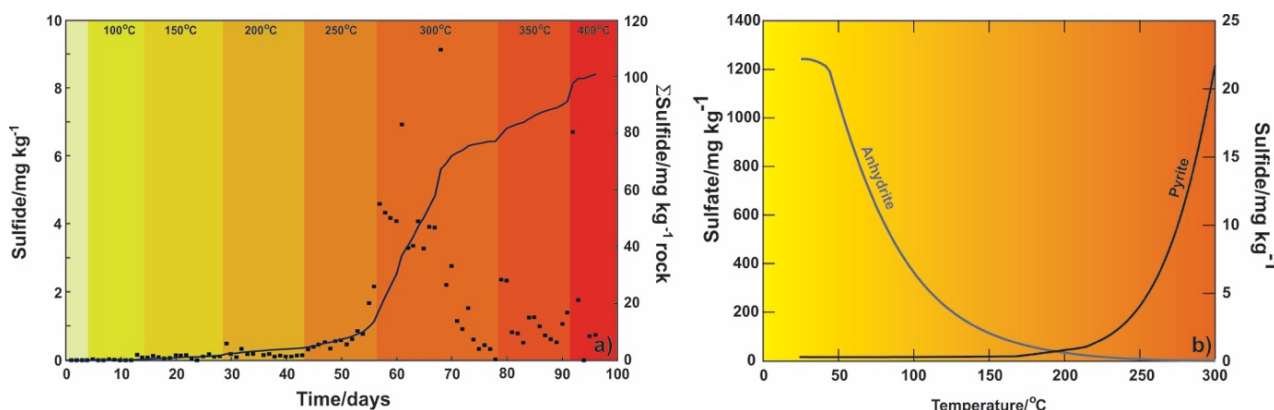 10
8
6
4
2
0
Sulfide/mg kg-1
100°C 150°C 200°C 250°C 300°C 350°C 400°C
120
100
80
60
40
20
0
ΣSulfide/mg kg-1 rock
a)
0 10 20 30 40 50 60 70 80 90 100
Time/days
1400
1200
1000
800
600
400
200
0
Sulfate/mg kg-1
Anhydrite
Pyrite
25
20
15
10
5
0
Sulfide/mg kg-1
b)
0 50 100 150 200 250 300
Temperature/°C